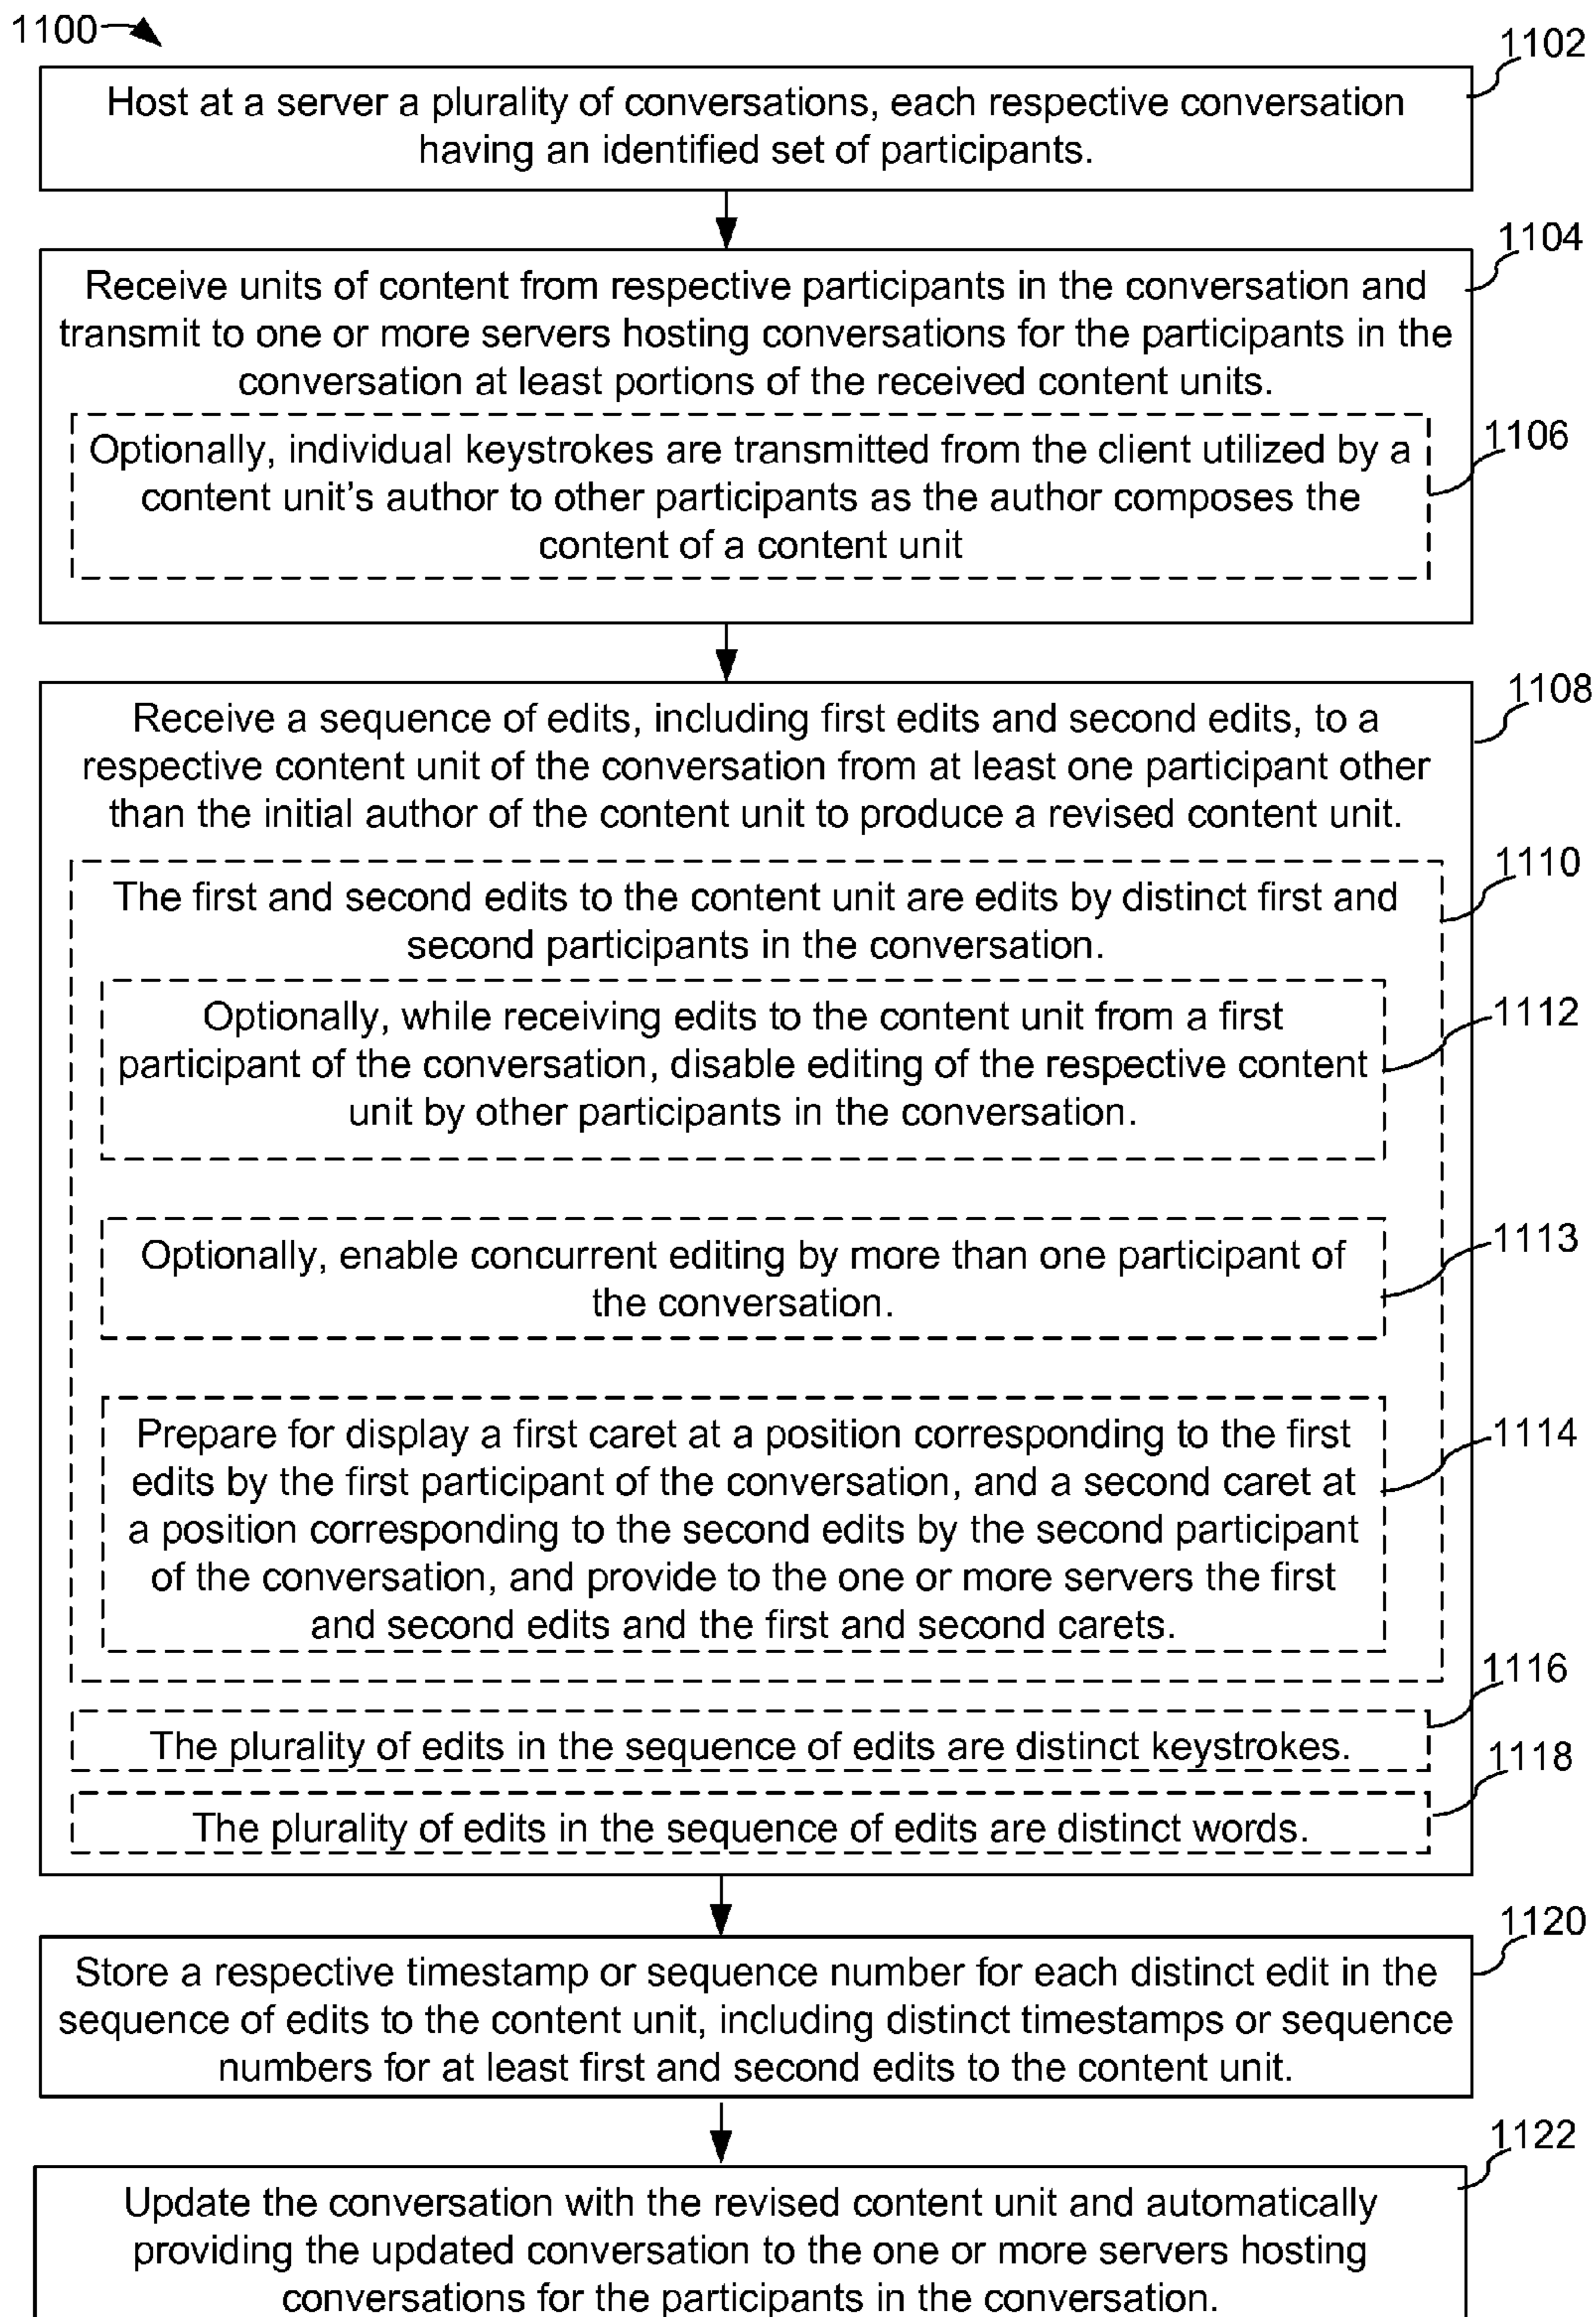 1100
1102
Host at a server a plurality of conversations, each respective conversation
having an identified set of participants.
1104
Receive units of content from respective participants in the conversation and
transmit to one or more servers hosting conversations for the participants in the
conversation at least portions of the received content units.
1106
Optionally, individual keystrokes are transmitted from the client utilized by a
content unit's author to other participants as the author composes the
content of a content unit
1108
Receive a sequence of edits, including first edits and second edits, to a
respective content unit of the conversation from at least one participant other
than the initial author of the content unit to produce a revised content unit.
1110
The first and second edits to the content unit are edits by distinct first and
second participants in the conversation.
1112
Optionally, while receiving edits to the content unit from a first
participant of the conversation, disable editing of the respective content
unit by other participants in the conversation.
1113
Optionally, enable concurrent editing by more than one participant of
the conversation.
1114
Prepare for display a first caret at a position corresponding to the first
edits by the first participant of the conversation, and a second caret at
a position corresponding to the second edits by the second participant
of the conversation, and provide to the one or more servers the first
and second edits and the first and second carets.
1116
The plurality of edits in the sequence of edits are distinct keystrokes.
1118
The plurality of edits in the sequence of edits are distinct words.
1120
Store a respective timestamp or sequence number for each distinct edit in the
sequence of edits to the content unit, including distinct timestamps or sequence
numbers for at least first and second edits to the content unit.
1122
Update the conversation with the revised content unit and automatically
providing the updated conversation to the one or more servers hosting
conversations for the participants in the conversation.